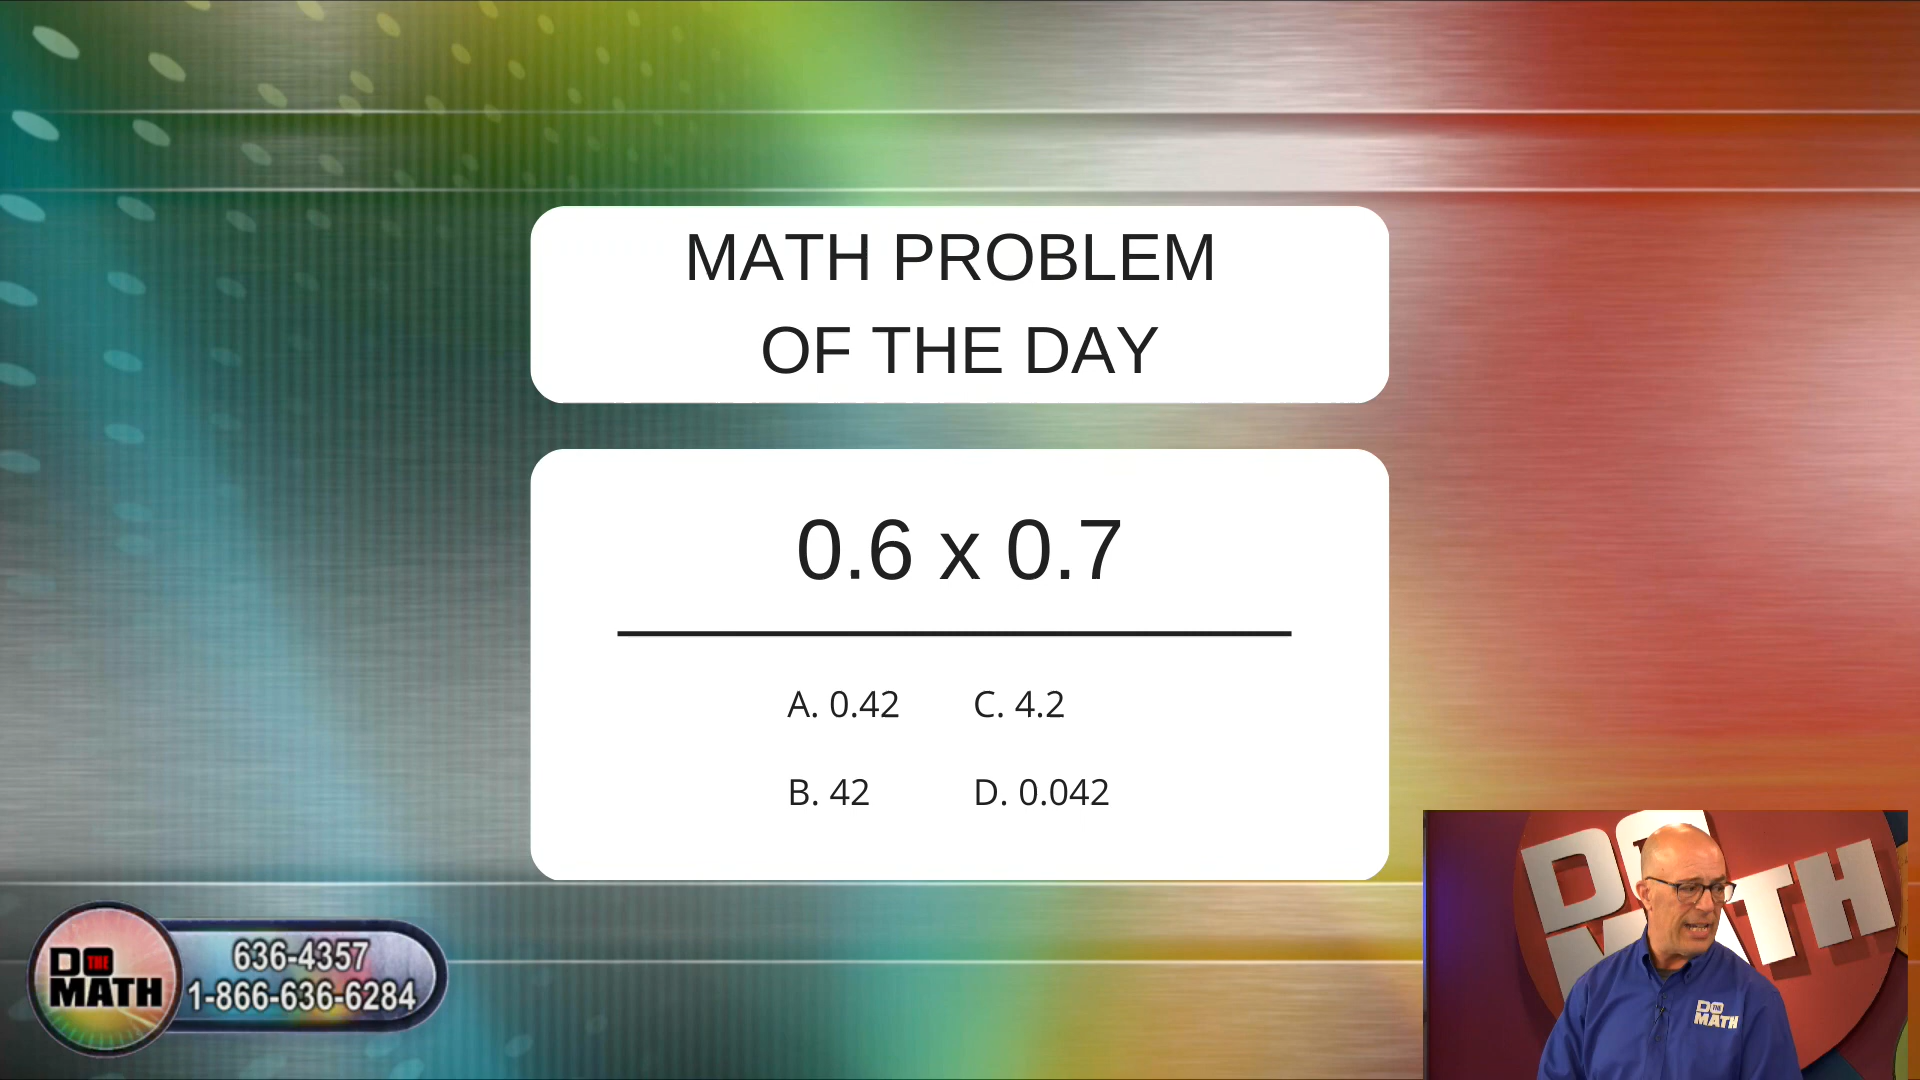 MATH PROBLEM
OF THE DAY
0.6 x 0.7
A. 0.42
C. 4.2
B. 42
D. 0.042
DO THE
MATH
636-4357
1-866-636-6284
DO
MATH
DO THE
MATH